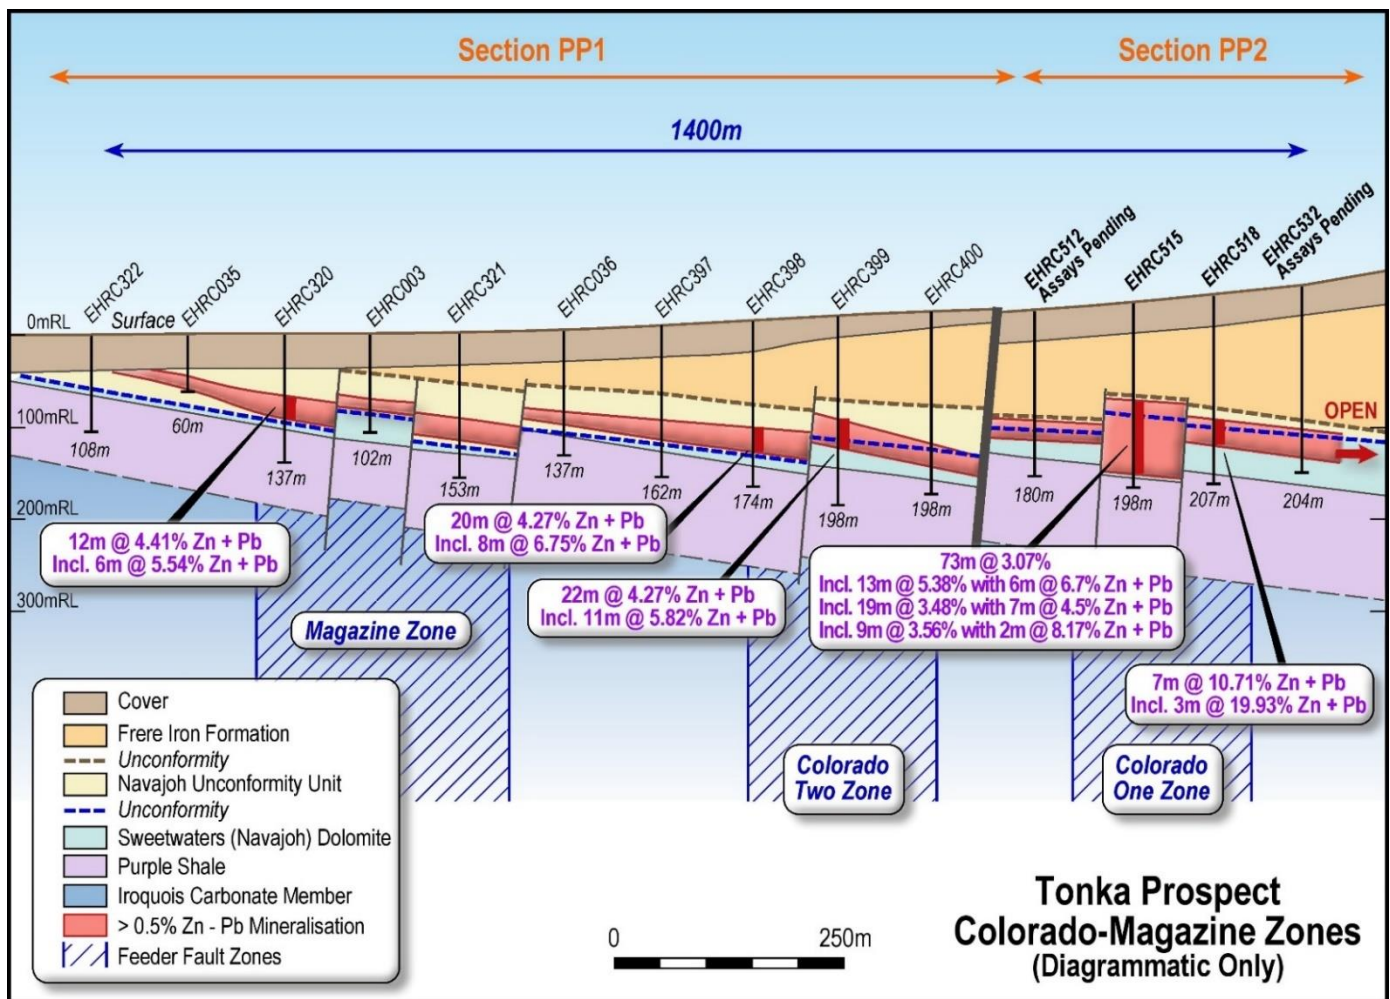 Section PP1
Section PP2
1400m
EHRC322
EHRC035
EHRC320
EHRC003
EHRC321
EHRC036
EHRC397
EHRC398
EHRC399
EHRC400
EHRC512
Assays Pending
EHRC515
EHRC518
EHRC532
Assays Pending
0mRL
Surface
100mRL
200mRL
300mRL
108m
60m
137m
102m
153m
137m
162m
174m
198m
198m
180m
198m
207m
204m
OPEN
12m @ 4.41% Zn + Pb
Incl. 6m @ 5.54% Zn + Pb
20m @ 4.27% Zn + Pb
Incl. 8m @ 6.75% Zn + Pb
22m @ 4.27% Zn + Pb
Incl. 11m @ 5.82% Zn + Pb
73m @ 3.07%
Incl. 13m @ 5.38% with 6m @ 6.7% Zn + Pb
Incl. 19m @ 3.48% with 7m @ 4.5% Zn + Pb
Incl. 9m @ 3.56% with 2m @ 8.17% Zn + Pb
7m @ 10.71% Zn + Pb
Incl. 3m @ 19.93% Zn + Pb
Magazine Zone
Colorado
Two Zone
Colorado
One Zone
Cover
Frere Iron Formation
Unconformity
Navajoh Unconformity Unit
Unconformity
Sweetwaters (Navajoh) Dolomite
Purple Shale
Iroquois Carbonate Member
> 0.5% Zn - Pb Mineralisation
Feeder Fault Zones
0
250m
Tonka Prospect
Colorado-Magazine Zones
(Diagrammatic Only)